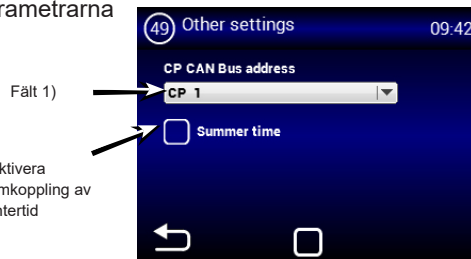 rametrarna
49 Other settings 09:42
CP CAN Bus address
Fält 1)
CP 1
Summer time
ktivera
mkoppling av
ntertid